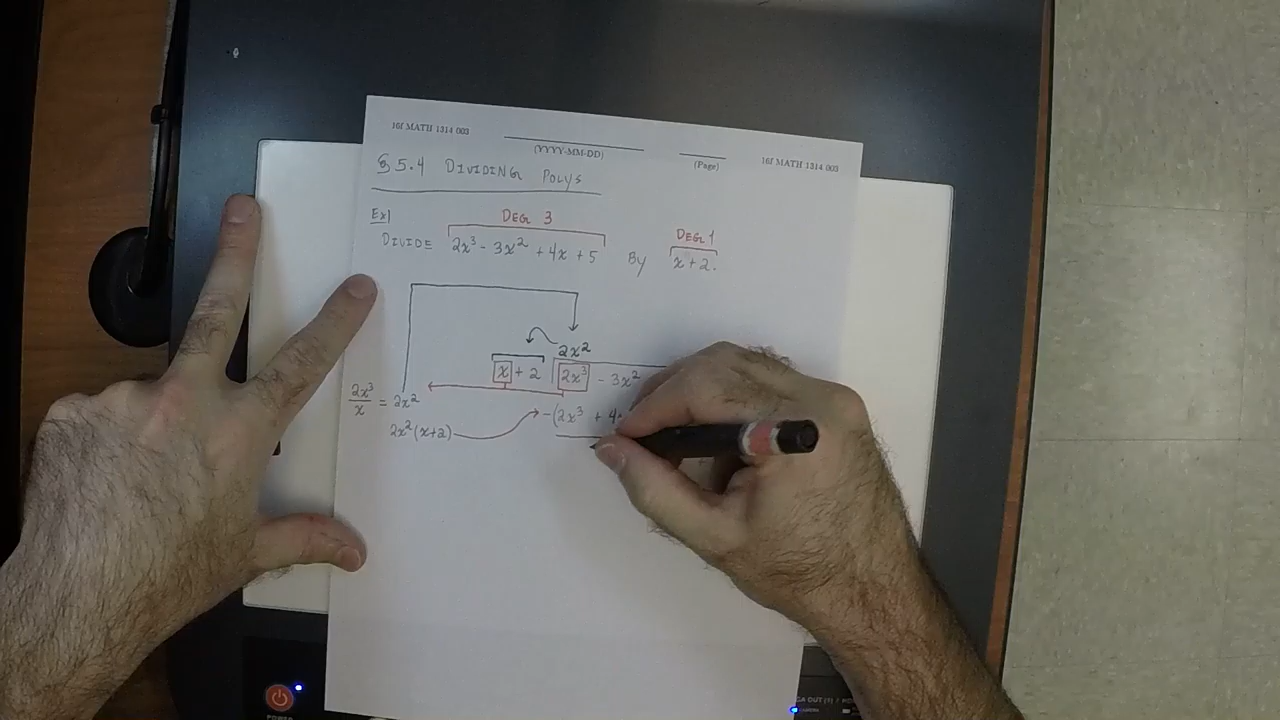 16f MATH 1314 003
(YYYY-MM-DD)
(Page)
16f MATH 1314 003
§5.4 DIVIDING POLYS
Ex1
DEG 3
DEG 1
DIVIDE 2x³ - 3x² + 4x + 5 BY x + 2.
2x²
x + 2 2x³ - 3x²
2x³/x = 2x²
-(2x³ + 4
2x²(x+2)
POWER